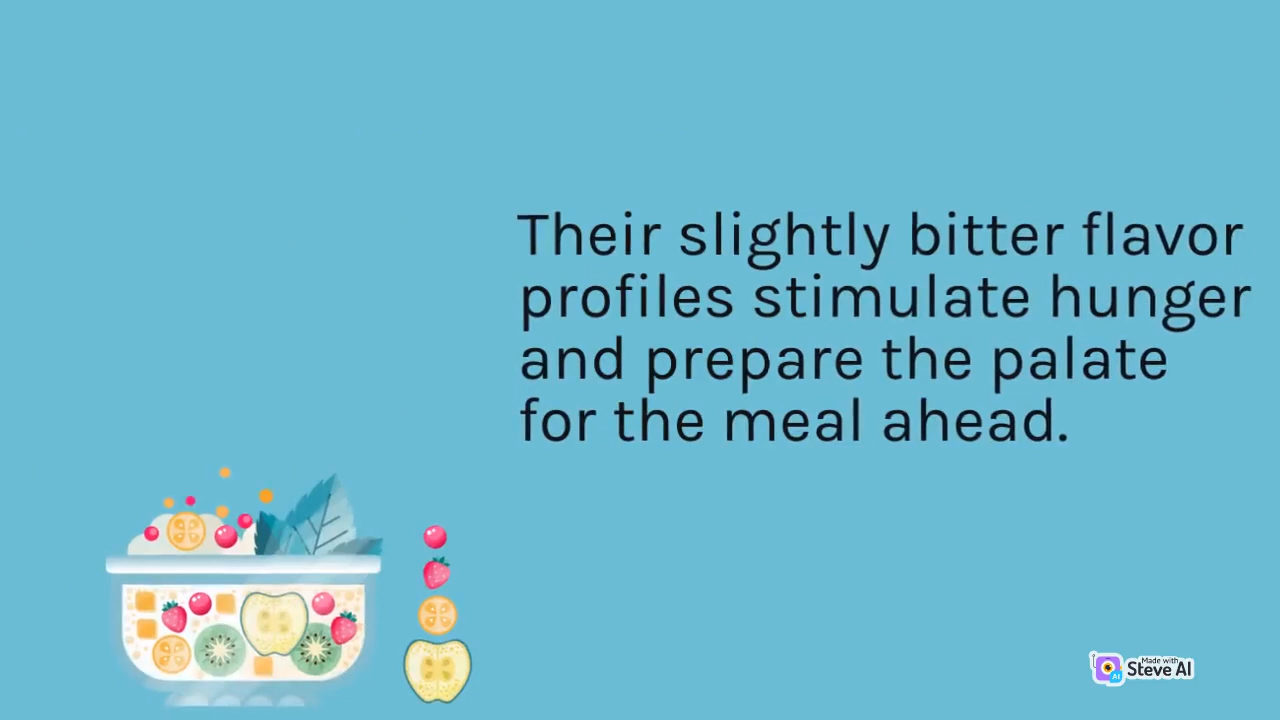 Their slightly bitter flavor
profiles stimulate hunger
and prepare the palate
for the meal ahead.
Made with
Steve AI
AI